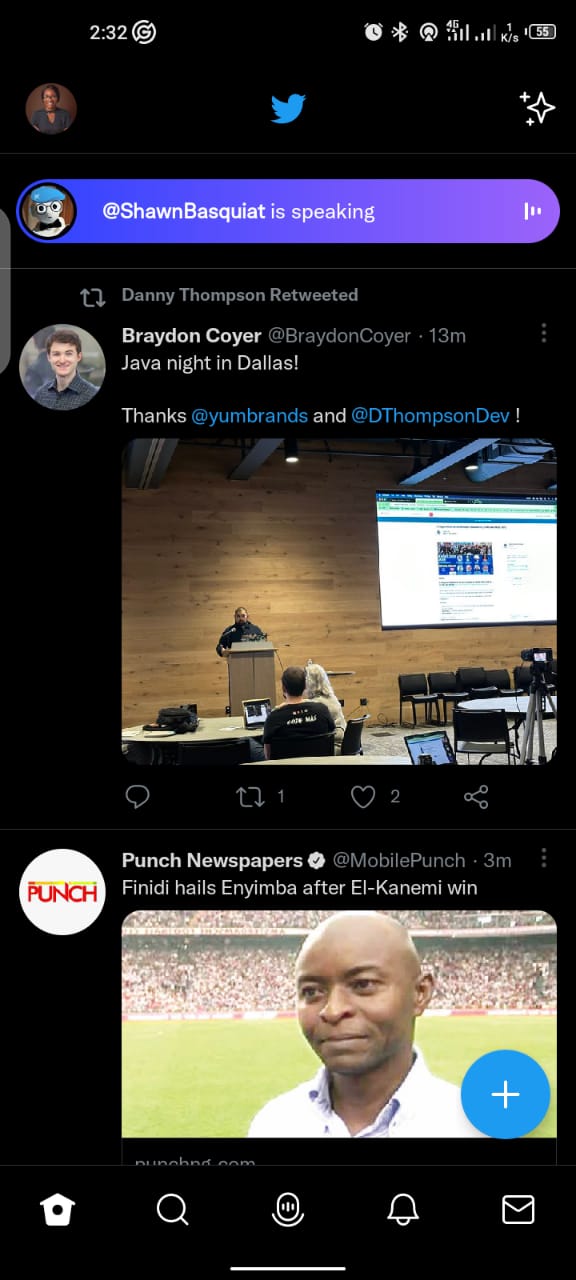 2:32
4G
1
K/s
55
@ShawnBasquiat is speaking
Danny Thompson Retweeted
Braydon Coyer @BraydonCoyer · 13m
Java night in Dallas!
Thanks @yumbrands and @DThompsonDev !
CODE MAS
1
2
Punch Newspapers @MobilePunch · 3m
PUNCH
Finidi hails Enyimba after El-Kanemi win
punchng.com